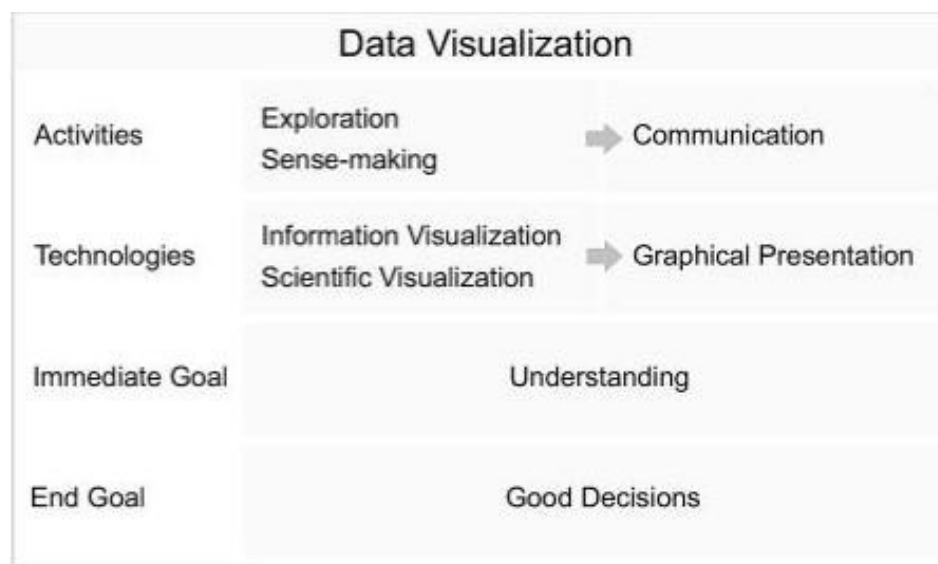 Data Visualization
Activities
Exploration
Sense-making
Communication
Technologies
Information Visualization
Scientific Visualization
Graphical Presentation
Immediate Goal
Understanding
End Goal
Good Decisions